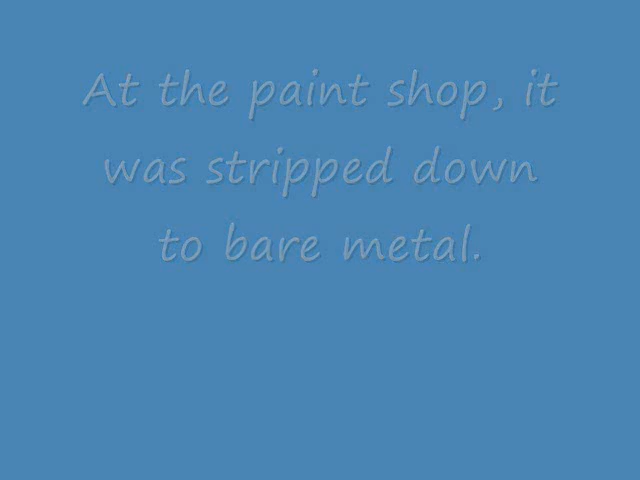 At the paint shop, it
was stripped down
to bare metal.